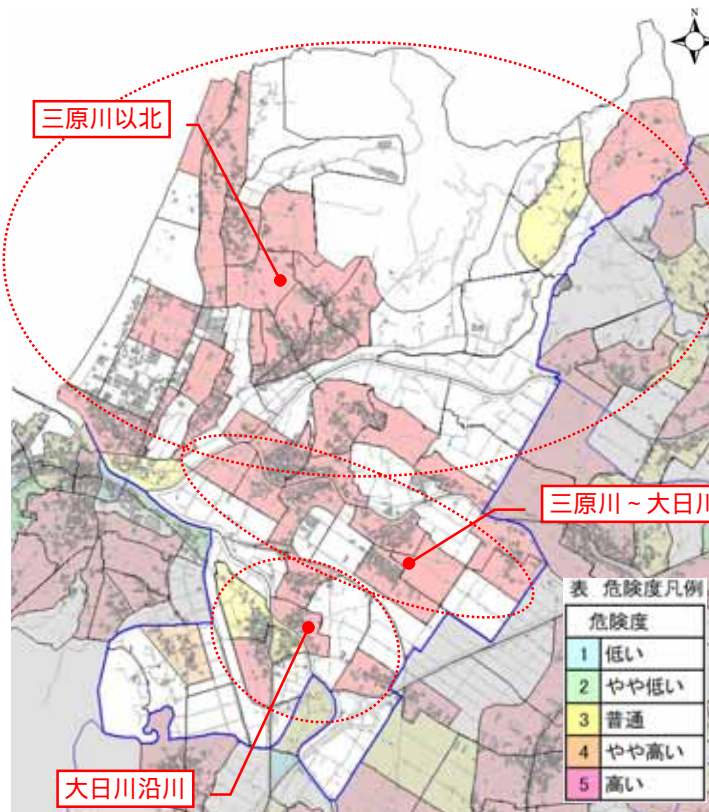 N
三原川以北
三原川~大日川
大日川沿川
表 危険度凡例
危険度
1 低い
2 やや低い
3 普通
4 やや高い
5 高い